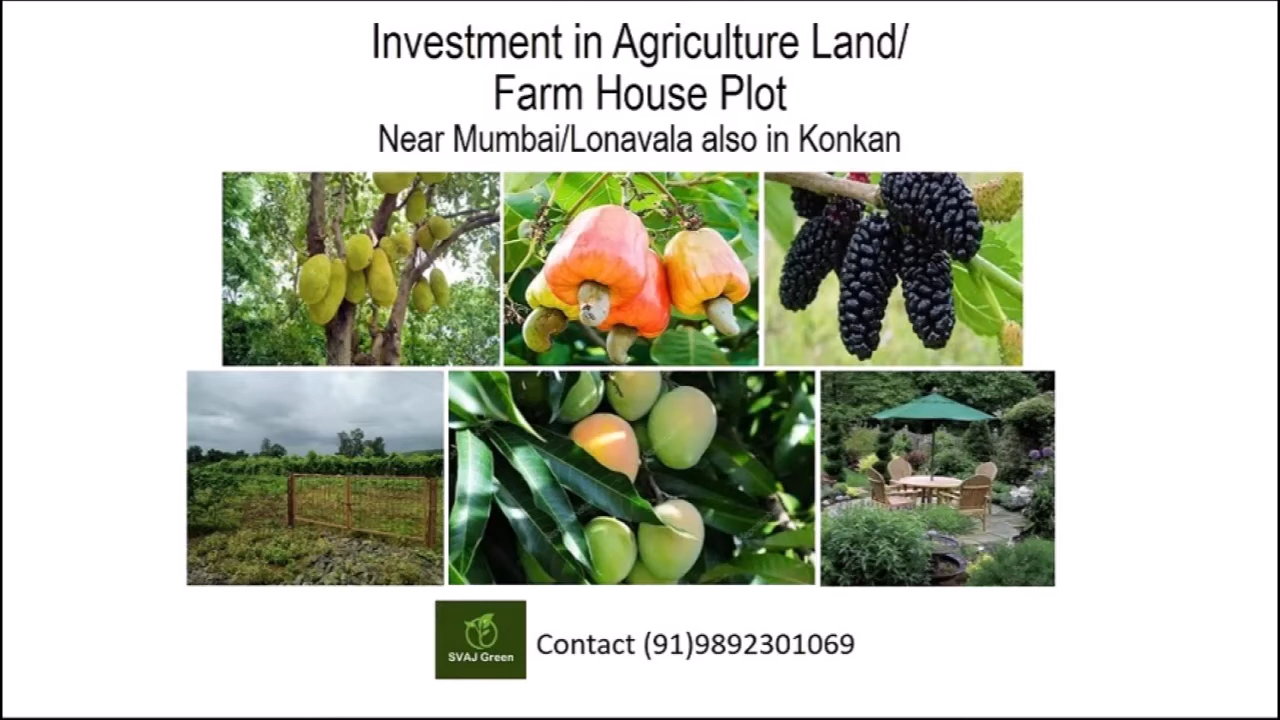 Investment in Agriculture Land/
Farm House Plot
Near Mumbai/Lonavala also in Konkan
SVAJ Green
Contact (91)9892301069